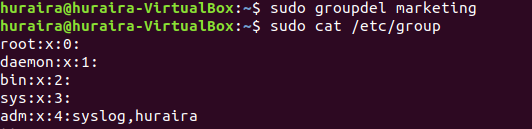 huraira@huraira-VirtualBox:~$ sudo groupdel marketing
huraira@huraira-VirtualBox:~$ sudo cat /etc/group
root:x:0:
daemon:x:1:
bin:x:2:
sys:x:3:
adm:x:4:syslog,huraira